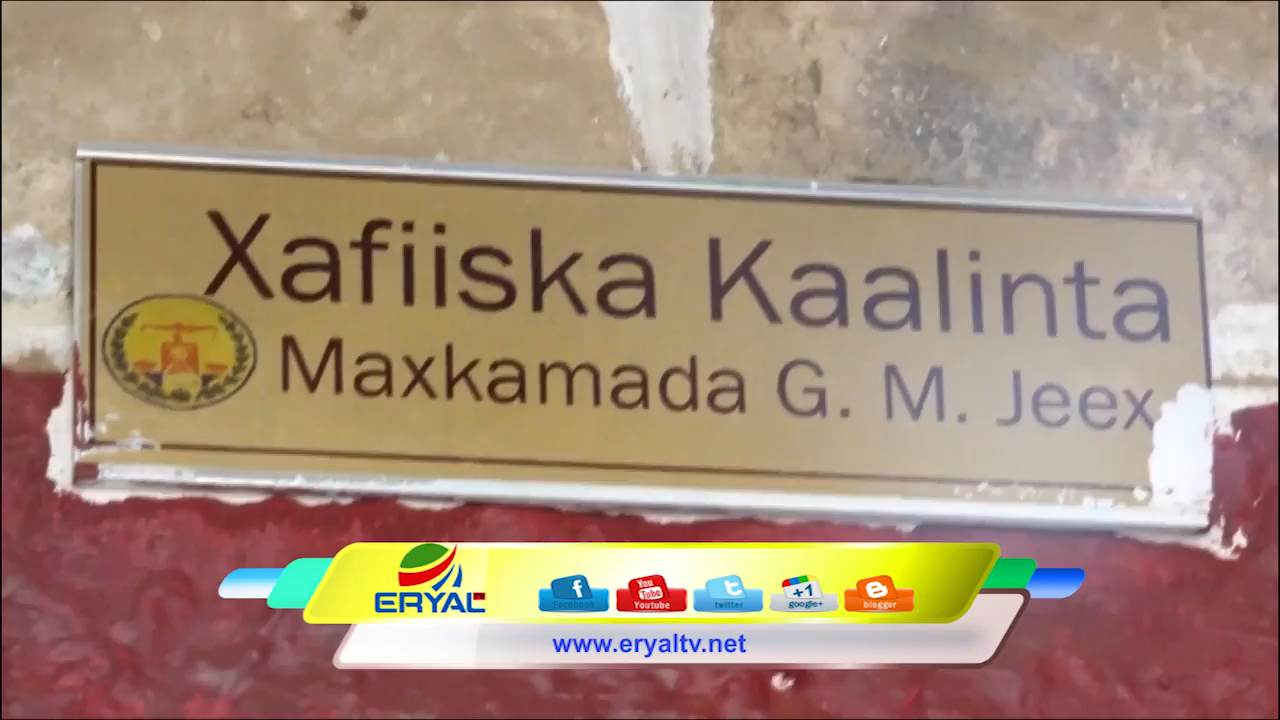 Xafiiska Kaalinta
Maxkamada G. M. Jeex
ERYAL
f
Facebook
You
Tube
Youtube
twitter
+1
google+
blogger
www.eryaltv.net